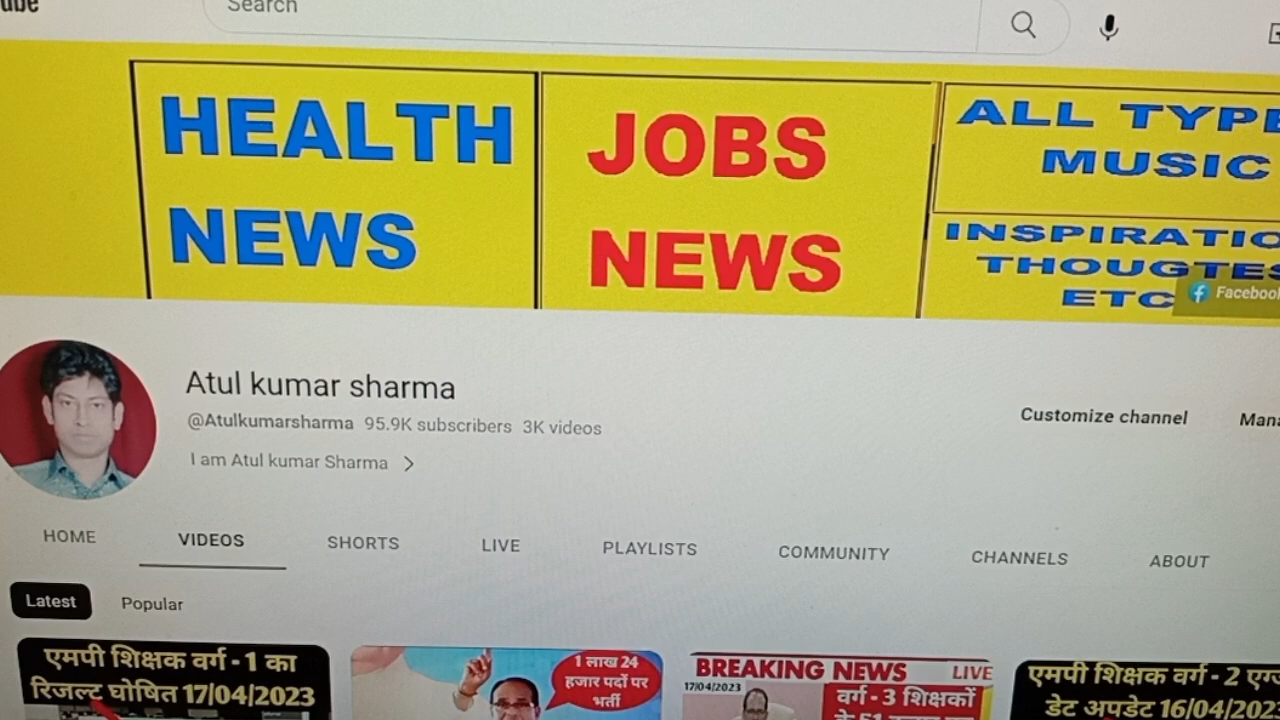 Search
HEALTH
NEWS
JOBS
NEWS
ALL TYPE
MUSIC
INSPIRATIO
THOUGTES
ETC
Facebook
Atul kumar sharma
@Atulkumarsharma 95.9K subscribers 3K videos
I am Atul kumar Sharma >
Customize channel
HOME VIDEOS SHORTS LIVE PLAYLISTS COMMUNITY CHANNELS ABOUT
Latest Popular
एमपी शिक्षक वर्ग - 1 का
रिजल्ट घोषित 17/04/2023
1 लाख 24
हजार पदों पर
भर्ती
BREAKING NEWS LIVE
17/04/2023
वर्ग - 3 शिक्षकों
एमपी शिक्षक वर्ग - 2
डेट अपडेट 16/04/202